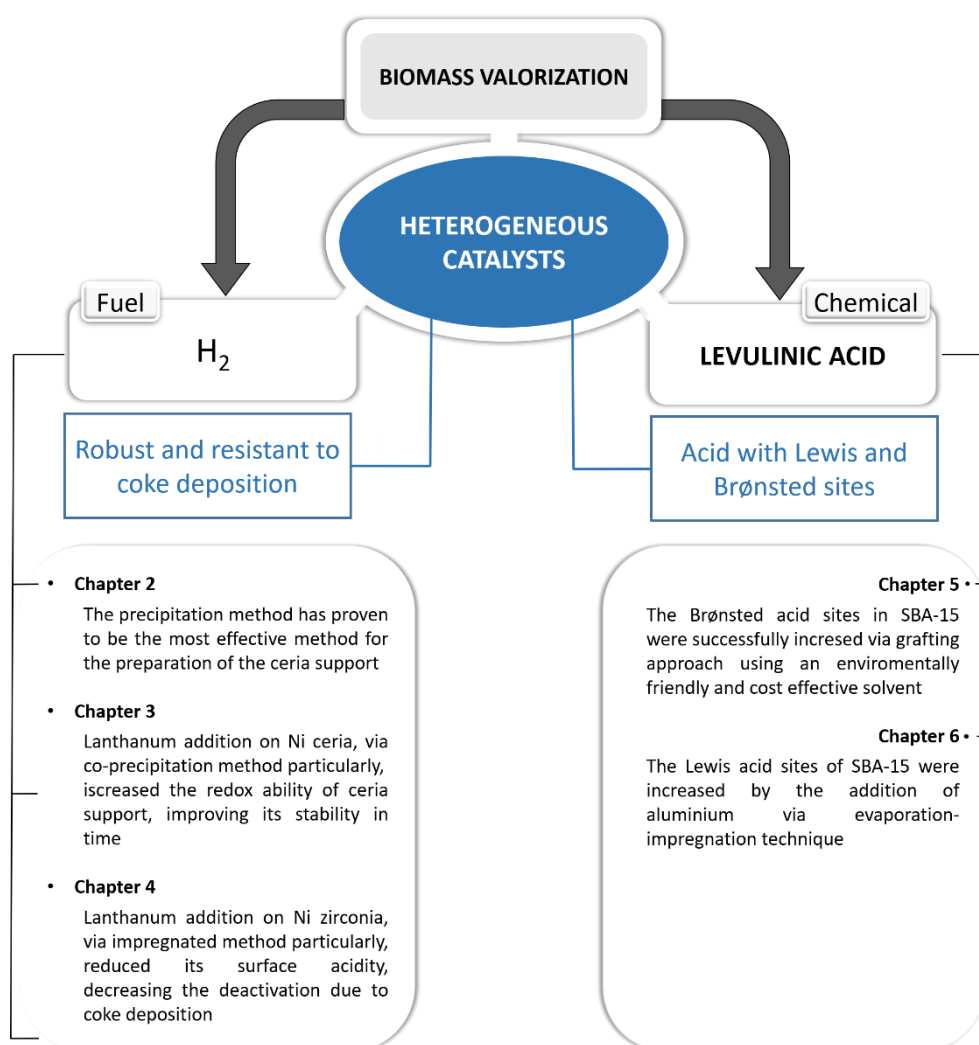 BIOMASS VALORIZATION
HETEROGENEOUS
CATALYSTS
Fuel
H₂
Chemical
LEVULINIC ACID
Robust and resistant to
coke deposition
Acid with Lewis and
Brønsted sites
• Chapter 2
The precipitation method has proven
to be the most effective method for
the preparation of the ceria support
• Chapter 3
Lanthanum addition on Ni ceria, via
co-precipitation method particularly,
iscreased the redox ability of ceria
support, improving its stability in
time
• Chapter 4
Lanthanum addition on Ni zirconia,
via impregnated method particularly,
reduced its surface acidity,
decreasing the deactivation due to
coke deposition
Chapter 5 •
The Brønsted acid sites in SBA-15
were successfully incresed via grafting
approach using an enviromentally
friendly and cost effective solvent
Chapter 6 •
The Lewis acid sites of SBA-15 were
increased by the addition of
aluminium via evaporation-
impregnation technique